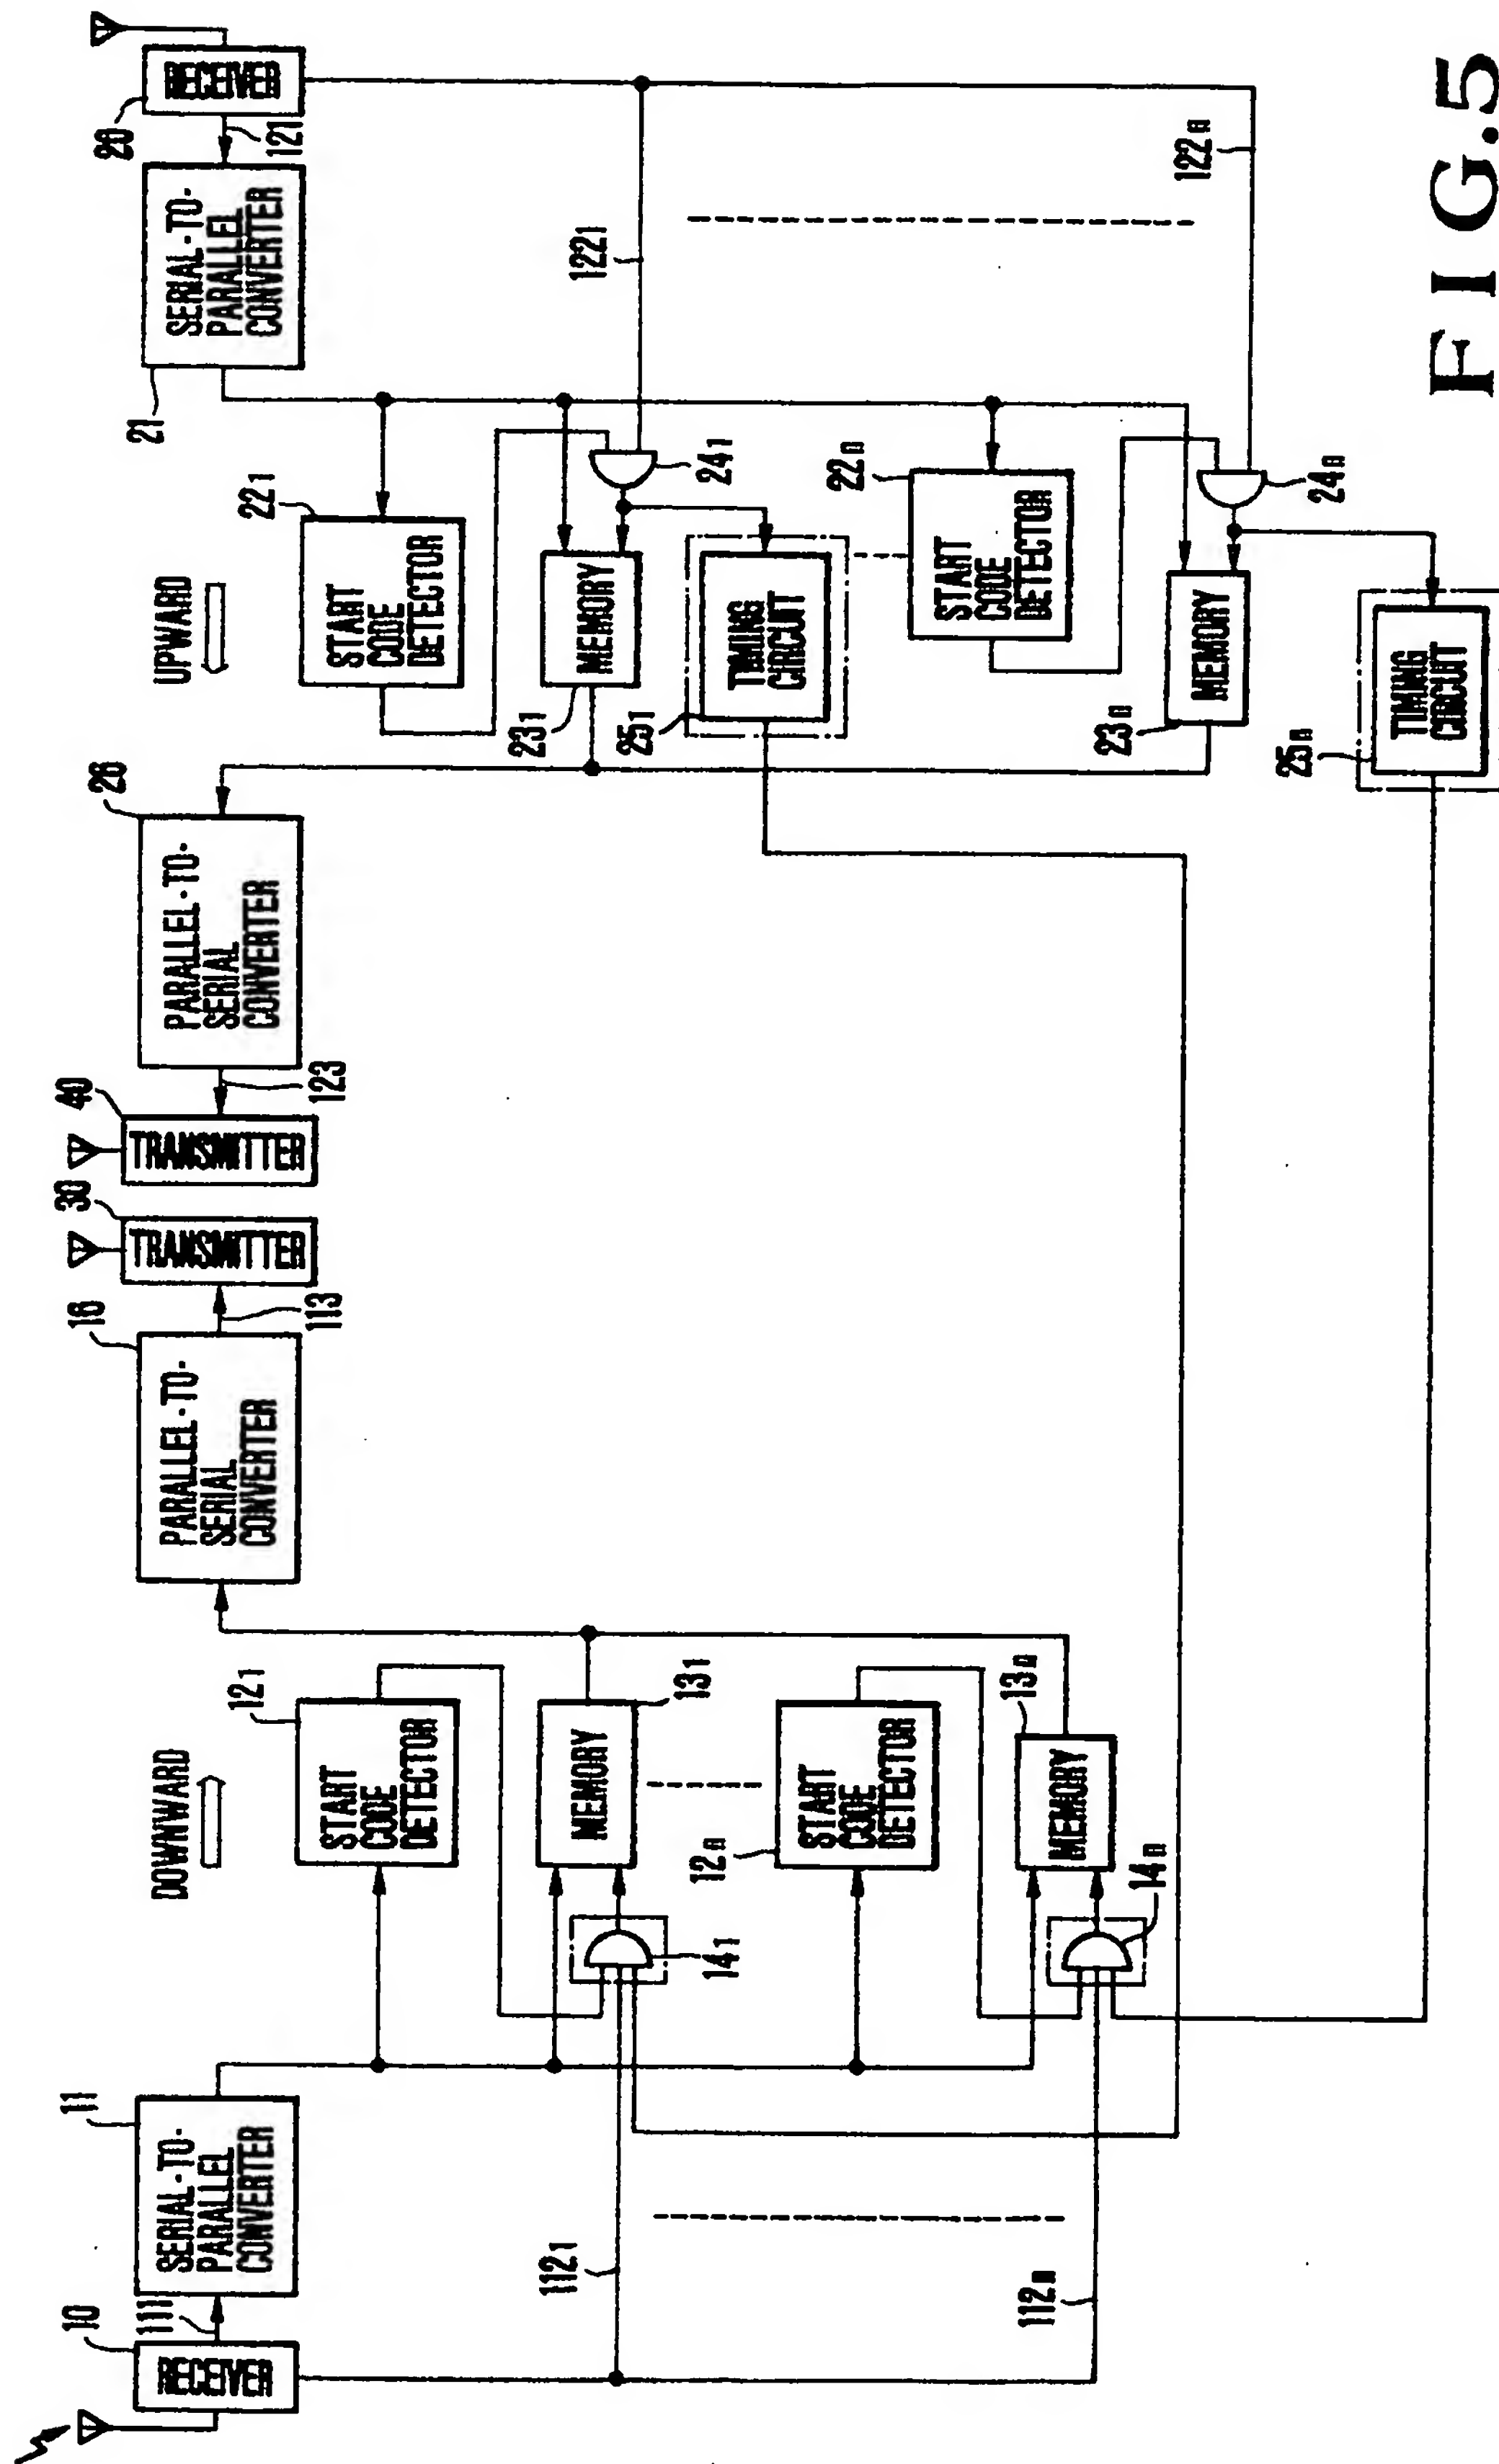 DOWNWARD
UPWARD
10
RECEIVER
111
11
SERIAL-TO-
PARALLEL
CONVERTER
12₁
START
CODE
DETECTOR
16
PARALLEL-TO-
SERIAL
CONVERTER
113
30
TRANSMITTER
40
TRANSMITTER
123
26
PARALLEL-TO-
SERIAL
CONVERTER
22₁
START
CODE
DETECTOR
21
SERIAL-TO-
PARALLEL
CONVERTER
121
20
RECEIVER
112₁
14₁
MEMORY
13₁
23₁
MEMORY
24₁
122₁
25₁
TIMING
CIRCUIT
12n
START
CODE
DETECTOR
22n
START
CODE
DETECTOR
112n
14n
MEMORY
13n
23n
MEMORY
24n
122n
25n
TIMING
CIRCUIT
FIG.5